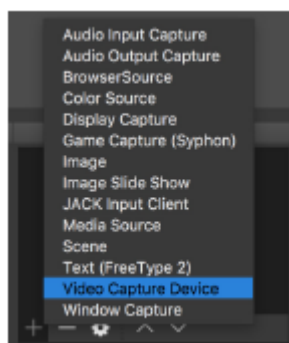 Audio Input Capture
Audio Output Capture
BrowserSource
Color Source
Display Capture
Game Capture (Syphon)
Image
Image Slide Show
JACK Input Client
Media Source
Scene
Text (FreeType 2)
Video Capture Device
Window Capture